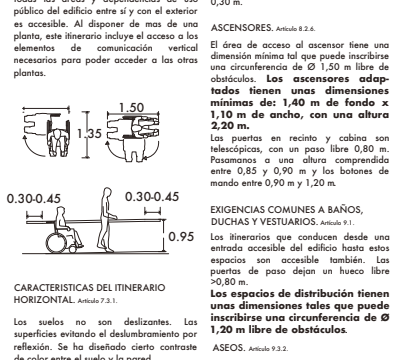 todas las áreas y dependencias de uso
público del edificio entre sí y con el exterior
es accesible. Al disponer de mas de una
planta, este itinerario incluye el acceso a los
elementos de comunicación vertical
necesarios para poder acceder a las otras
plantas.
1.35
1.50
0.30-0.45
0.30-0.45
0.95
CARACTERISTICAS DEL ITINERARIO
HORIZONTAL. Artículo 7.3.1.
Los suelos no son deslizantes. Las
superficies evitando el deslumbramiento por
reflexión. Se ha diseñado cierto contraste
de color entre el suelo y la pared
0,30 m.
ASCENSORES. Artículo 8.2.6.
El área de acceso al ascensor tiene una
dimensión mínima tal que puede inscribirse
una circunferencia de Ø 1,50 m libre de
obstáculos. Los ascensores adap-
tados tienen unas dimensiones
mínimas de: 1,40 m de fondo x
1,10 m de ancho, con una altura
2,20 m.
Las puertas en recinto y cabina son
telescópicas, con un paso libre 0,80 m.
Pasamanos a una altura comprendida
entre 0,85 y 0,90 m y los botones de
mando entre 0,90 m y 1,20 m.
EXIGENCIAS COMUNES A BAÑOS,
DUCHAS Y VESTUARIOS. Artículo 9.1.
Los itinerarios que conducen desde una
entrada accesible del edificio hasta estos
espacios son accesible también. Las
puertas de paso dejan un hueco libre
>0,80 m.
Los espacios de distribución tienen
unas dimensiones tales que puede
inscribirse una circunferencia de Ø
1,20 m libre de obstáculos.
ASEOS. Artículo 9.3.2.